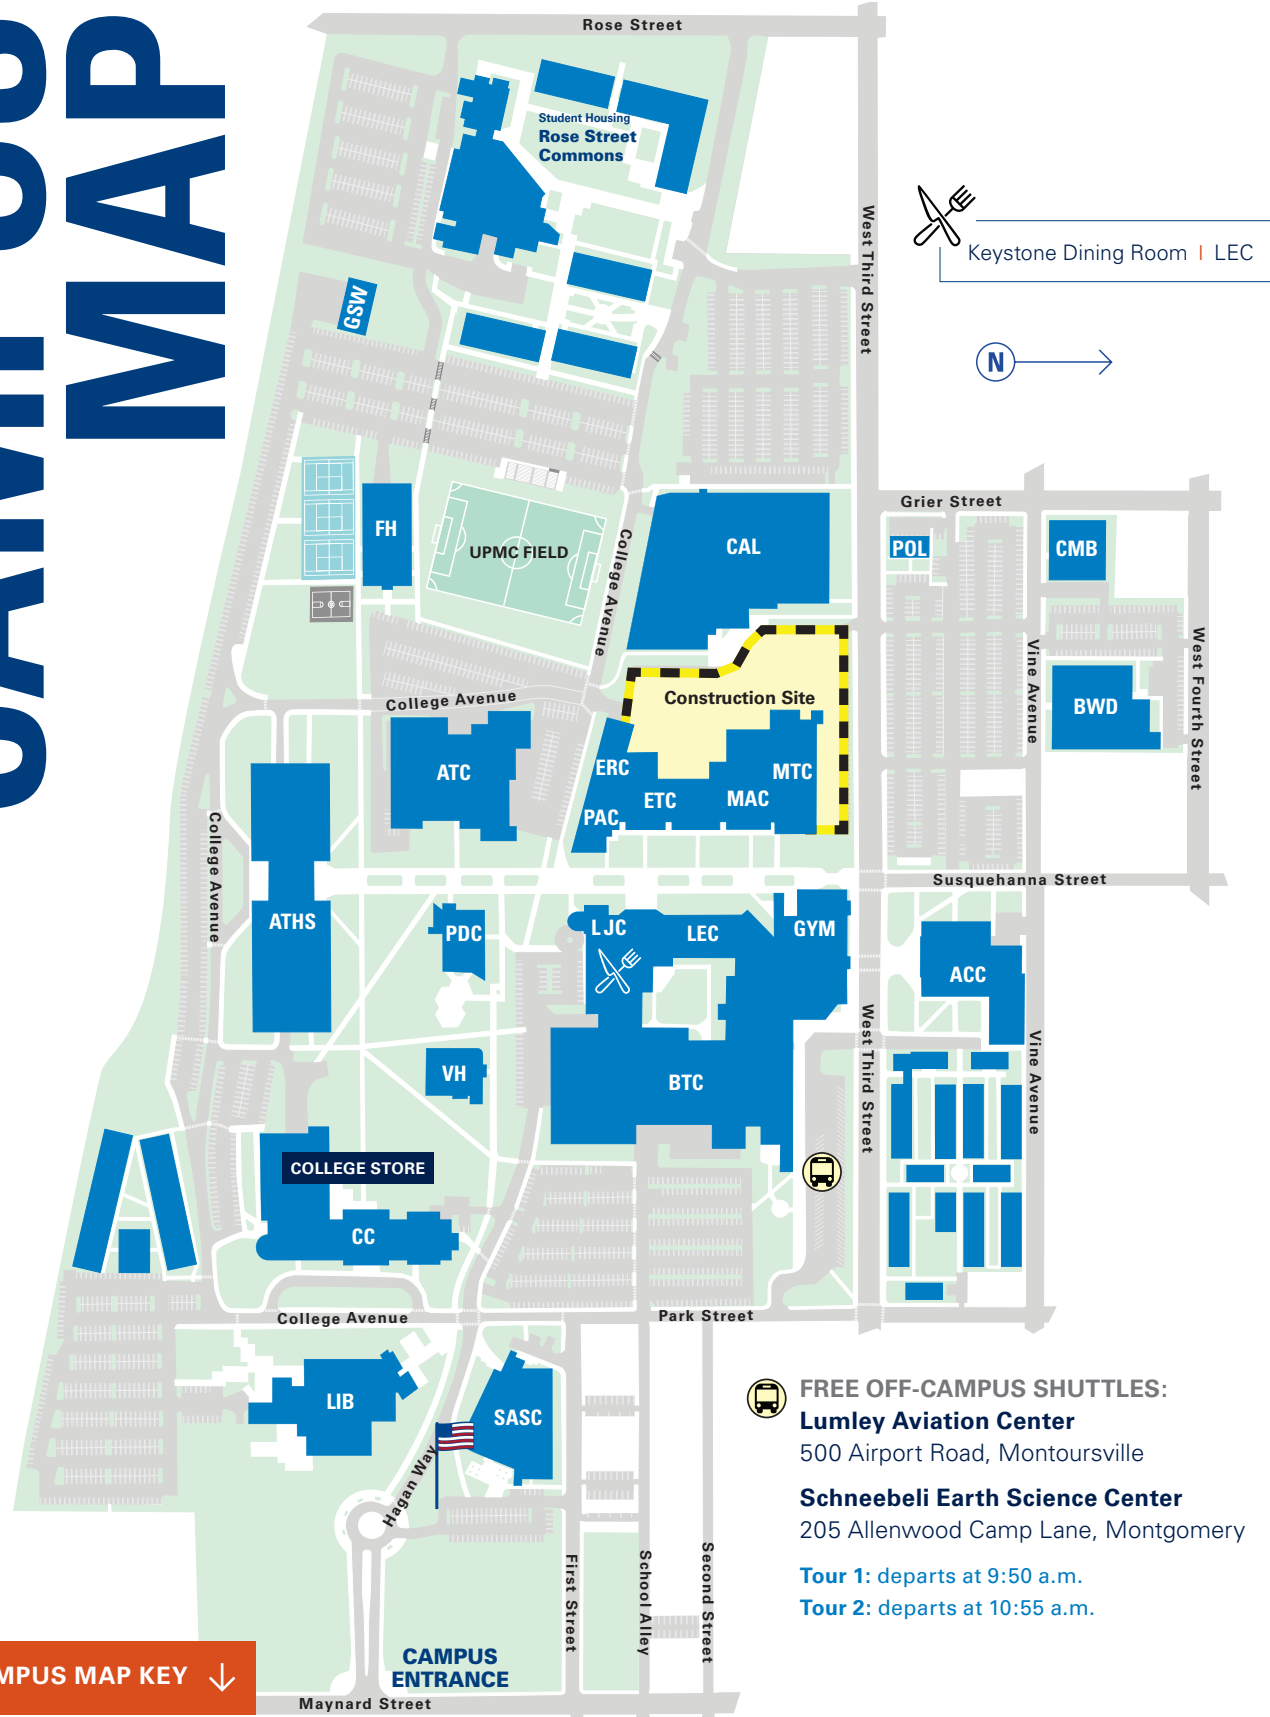 MAP
Rose Street
Student Housing
Rose Street
Commons
West Third Street
Keystone Dining Room | LEC
N
GSW
Grier Street
FH
UPMC FIELD
College Avenue
CAL
POL
CMB
Vine Avenue
West Fourth Street
College Avenue
Construction Site
BWD
ATC
ERC
MTC
ETC
MAC
PAC
College Avenue
Susquehanna Street
ATHS
PDC
LJC
LEC
GYM
ACC
West Third Street
Vine Avenue
VH
BTC
COLLEGE STORE
CC
College Avenue
Park Street
LIB
SASC
Hagan Way
FREE OFF-CAMPUS SHUTTLES:
Lumley Aviation Center
500 Airport Road, Montoursville
Schneebeli Earth Science Center
205 Allenwood Camp Lane, Montgomery
Tour 1: departs at 9:50 a.m.
Tour 2: departs at 10:55 a.m.
First Street
School Alley
Second Street
CAMPUS
ENTRANCE
MPUS MAP KEY
Maynard Street